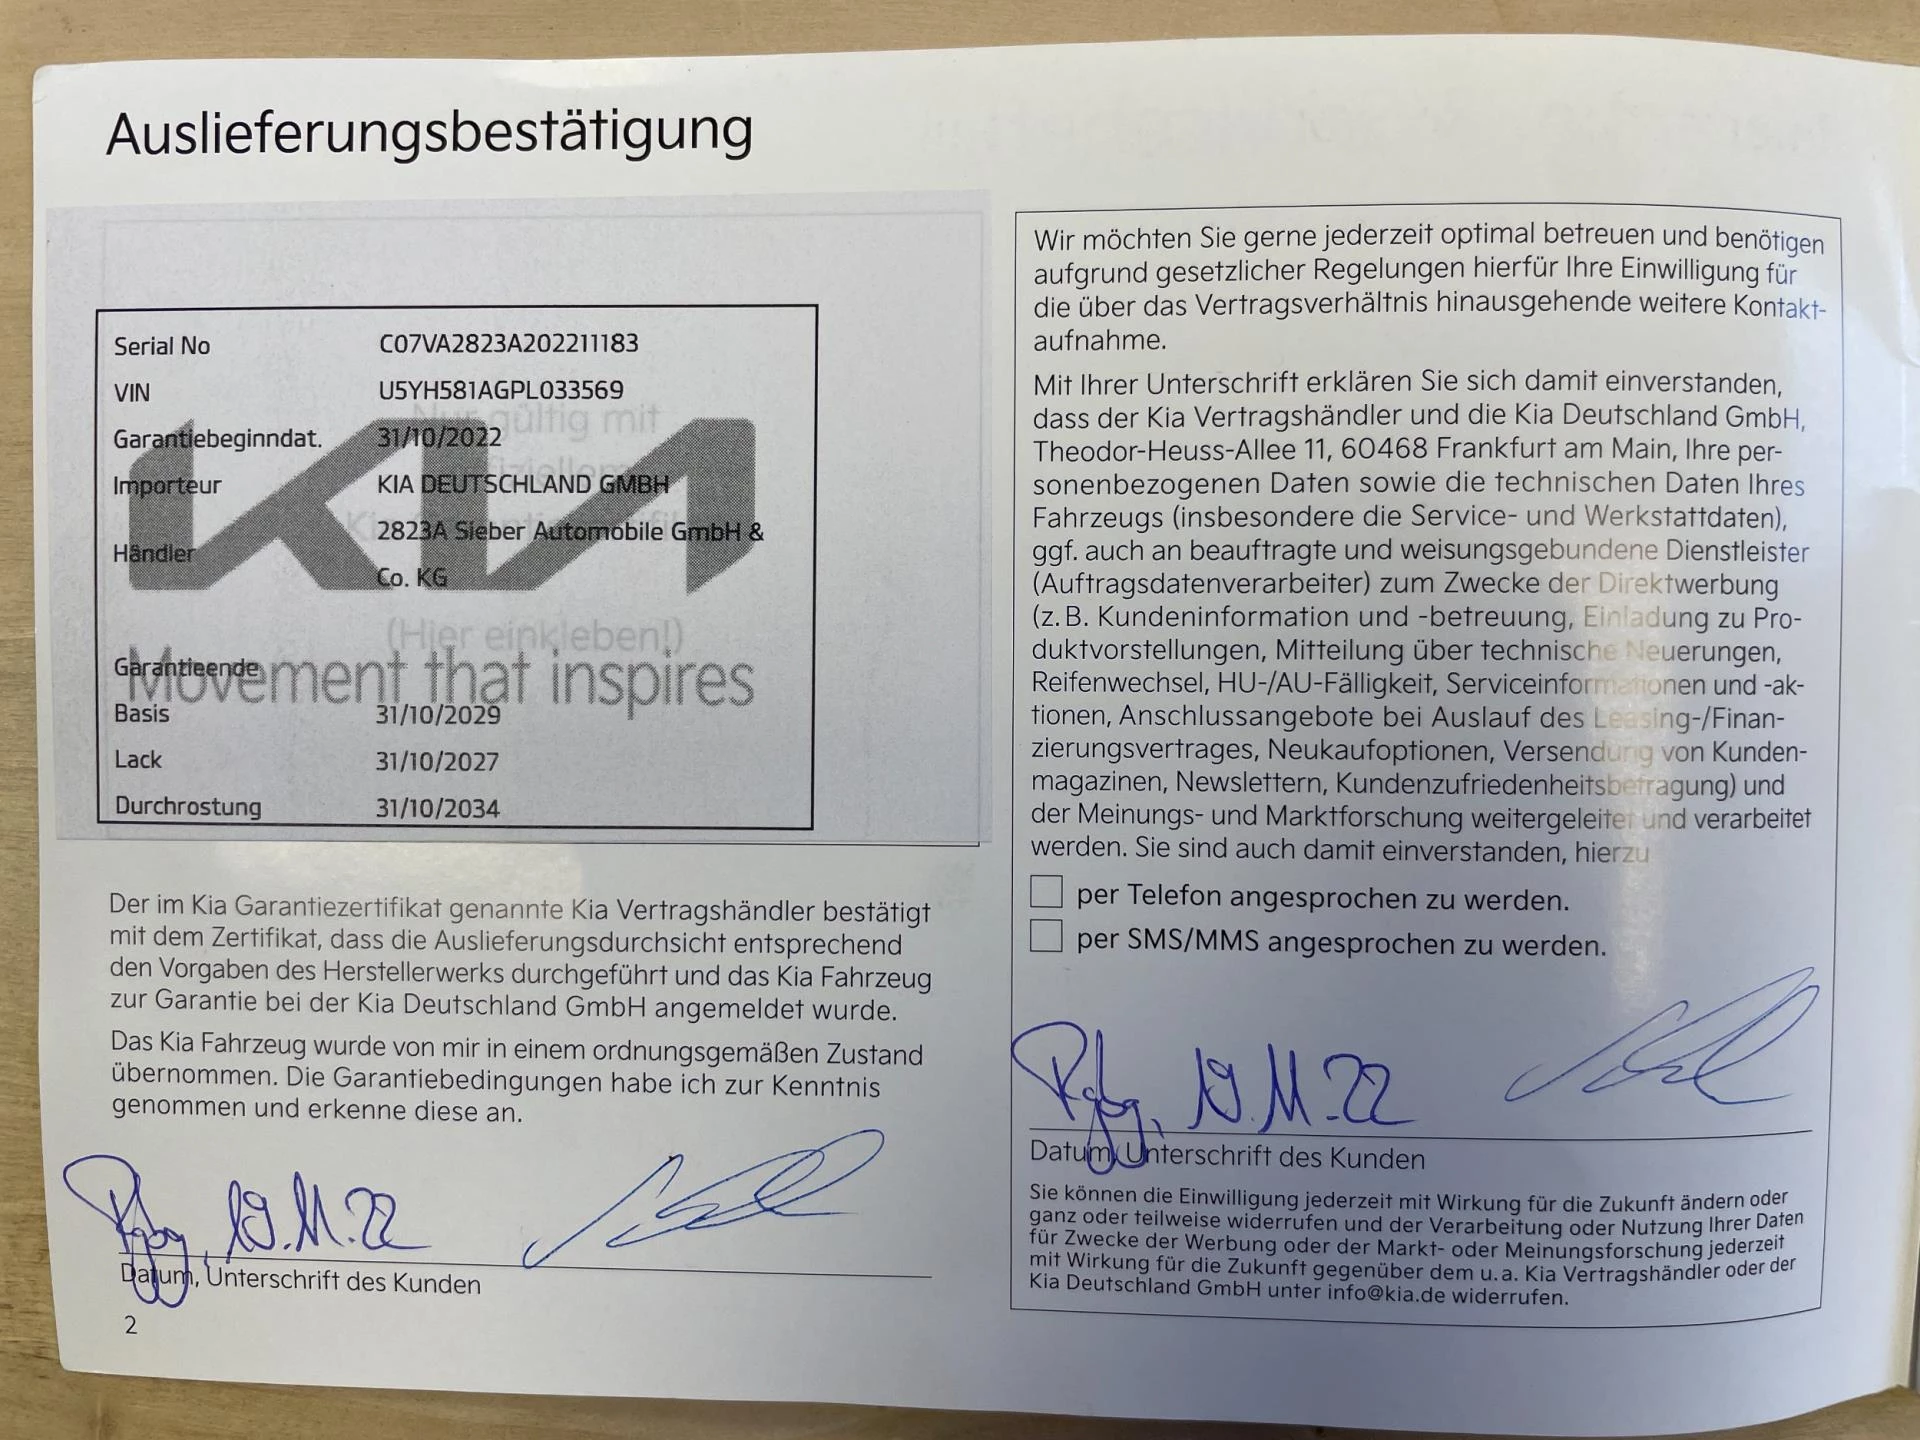 Auslieferungsbestätigung
Serial No C07VA2823A202211183
VIN U5YH581AGPL033569
Nur gültig mit
Garantiebeginndat. 31/10/2022
Importeur KIA DEUTSCHLAND GMBH
KIA
Händler 2823A Sieber Automobile GmbH &
Co. KG
(Hier einkleben!)
Movement that inspires
Garantieende
Basis 31/10/2029
Lack 31/10/2027
Durchrostung 31/10/2034
Der im Kia Garantiezertifikat genannte Kia Vertragshändler bestätigt
mit dem Zertifikat, dass die Auslieferungsdurchsicht entsprechend
den Vorgaben des Herstellerwerks durchgeführt und das Kia Fahrzeug
zur Garantie bei der Kia Deutschland GmbH angemeldet wurde.
Das Kia Fahrzeug wurde von mir in einem ordnungsgemäßen Zustand
übernommen. Die Garantiebedingungen habe ich zur Kenntnis
genommen und erkenne diese an.
19.11.22
Datum, Unterschrift des Kunden
2
Wir möchten Sie gerne jederzeit optimal betreuen und benötigen
aufgrund gesetzlicher Regelungen hierfür Ihre Einwilligung für
die über das Vertragsverhältnis hinausgehende weitere Kontakt-
aufnahme.
Mit Ihrer Unterschrift erklären Sie sich damit einverstanden,
dass der Kia Vertragshändler und die Kia Deutschland GmbH,
Theodor-Heuss-Allee 11, 60468 Frankfurt am Main, Ihre per-
sonenbezogenen Daten sowie die technischen Daten Ihres
Fahrzeugs (insbesondere die Service- und Werkstattdaten),
ggf. auch an beauftragte und weisungsgebundene Dienstleister
(Auftragsdatenverarbeiter) zum Zwecke der Direktwerbung
(z. B. Kundeninformation und -betreuung, Einladung zu Pro-
duktvorstellungen, Mitteilung über technische Neuerungen,
Reifenwechsel, HU-/AU-Fälligkeit, Serviceinformationen und -ak-
tionen, Anschlussangebote bei Auslauf des Leasing-/Finan-
zierungsvertrages, Neukaufoptionen, Versendung von Kunden-
magazinen, Newslettern, Kundenzufriedenheitsbefragung) und
der Meinungs- und Marktforschung weitergeleitet und verarbeitet
werden. Sie sind auch damit einverstanden, hierzu
per Telefon angesprochen zu werden.
per SMS/MMS angesprochen zu werden.
19.11.22
Datum, Unterschrift des Kunden
Sie können die Einwilligung jederzeit mit Wirkung für die Zukunft ändern oder
ganz oder teilweise widerrufen und der Verarbeitung oder Nutzung Ihrer Daten
für Zwecke der Werbung oder der Markt- oder Meinungsforschung jederzeit
mit Wirkung für die Zukunft gegenüber dem u. a. Kia Vertragshändler oder der
Kia Deutschland GmbH unter info@kia.de widerrufen.